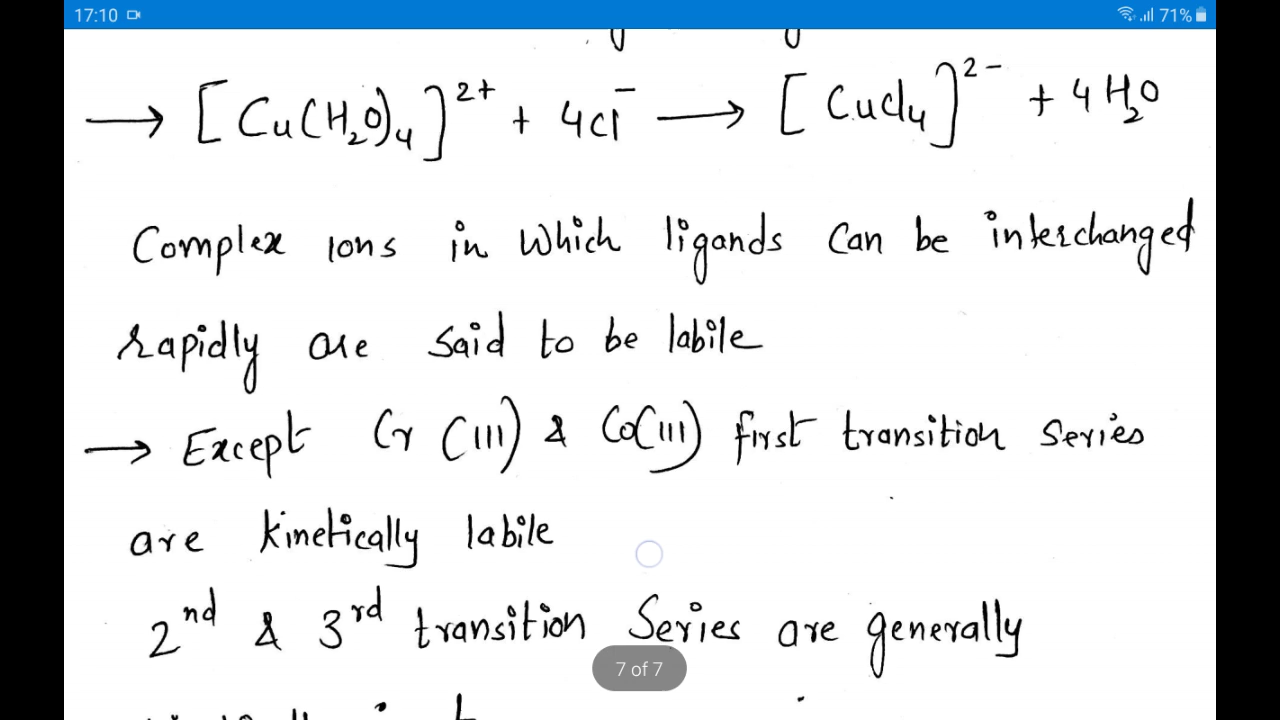 17:10
71%
→ [Cu(H₂O)₄]²⁺ + 4Cl⁻ → [CuCl₄]²⁻ + 4H₂O
Complex ions in which ligands can be interchanged
rapidly are said to be labile
→ Except Cr(III) & Co(III) first transition series
are kinetically labile
2nd & 3rd transition Series are generally
7 of 7